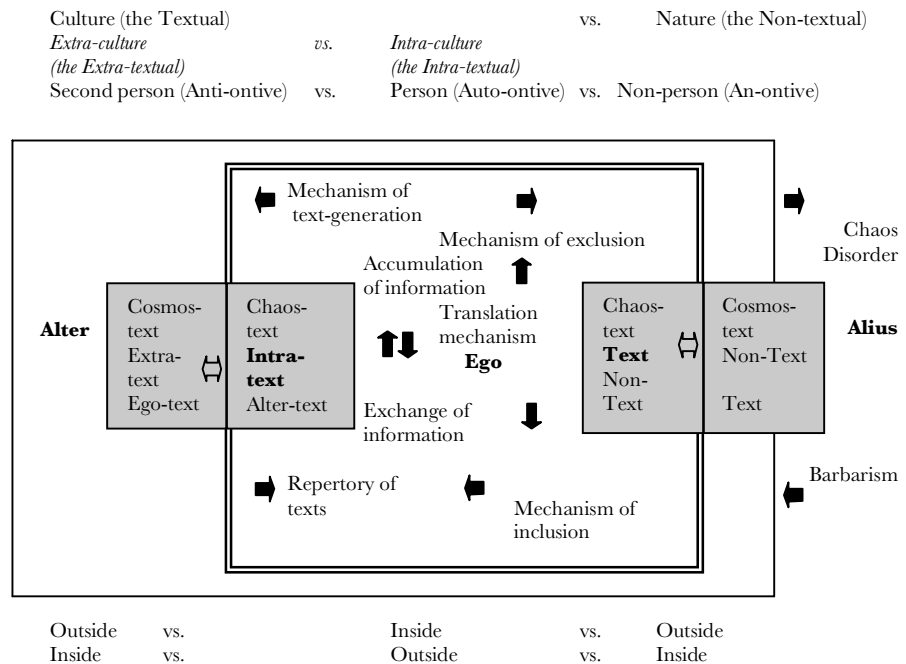 Culture (the Textual) vs. Nature (the Non-textual)
Extra-culture vs. Intra-culture
(the Extra-textual) (the Intra-textual)
Second person (Anti-ontive) vs. Person (Auto-ontive) vs. Non-person (An-ontive)
Mechanism of
text-generation
Mechanism of exclusion
Chaos
Disorder
Accumulation
of information
Alter
Cosmos-
text
Extra-
text
Ego-text
Chaos-
text
Intra-
text
Alter-text
Translation
mechanism
Ego
Chaos-
text
Text
Non-
Text
Cosmos-
text
Non-Text
Text
Alius
Exchange of
information
Repertory of
texts
Mechanism of
inclusion
Barbarism
Outside vs. Inside vs. Outside
Inside vs. Outside vs. Inside